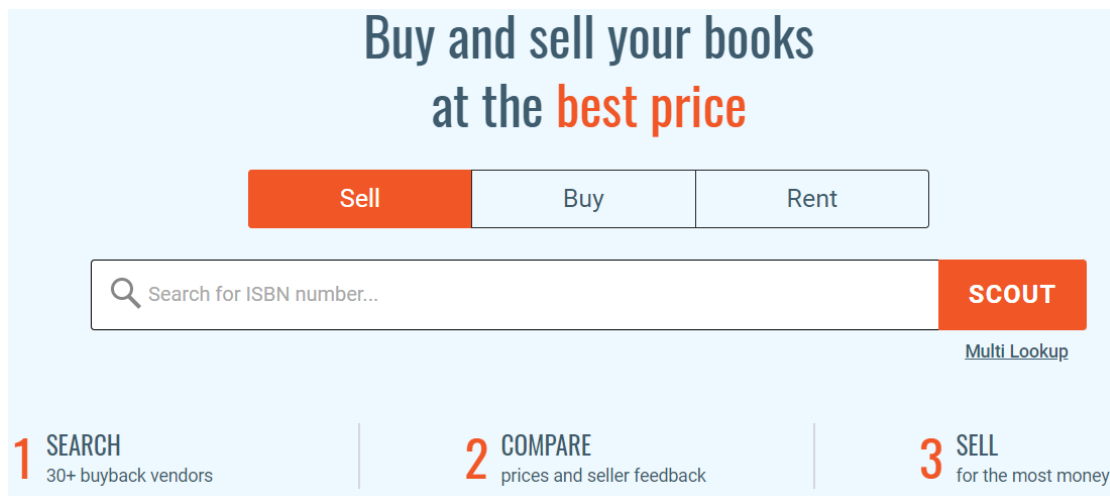 Buy and sell your books
at the best price
Sell
Buy
Rent
Search for ISBN number...
SCOUT
Multi Lookup
1 SEARCH
30+ buyback vendors
2 COMPARE
prices and seller feedback
3 SELL
for the most money